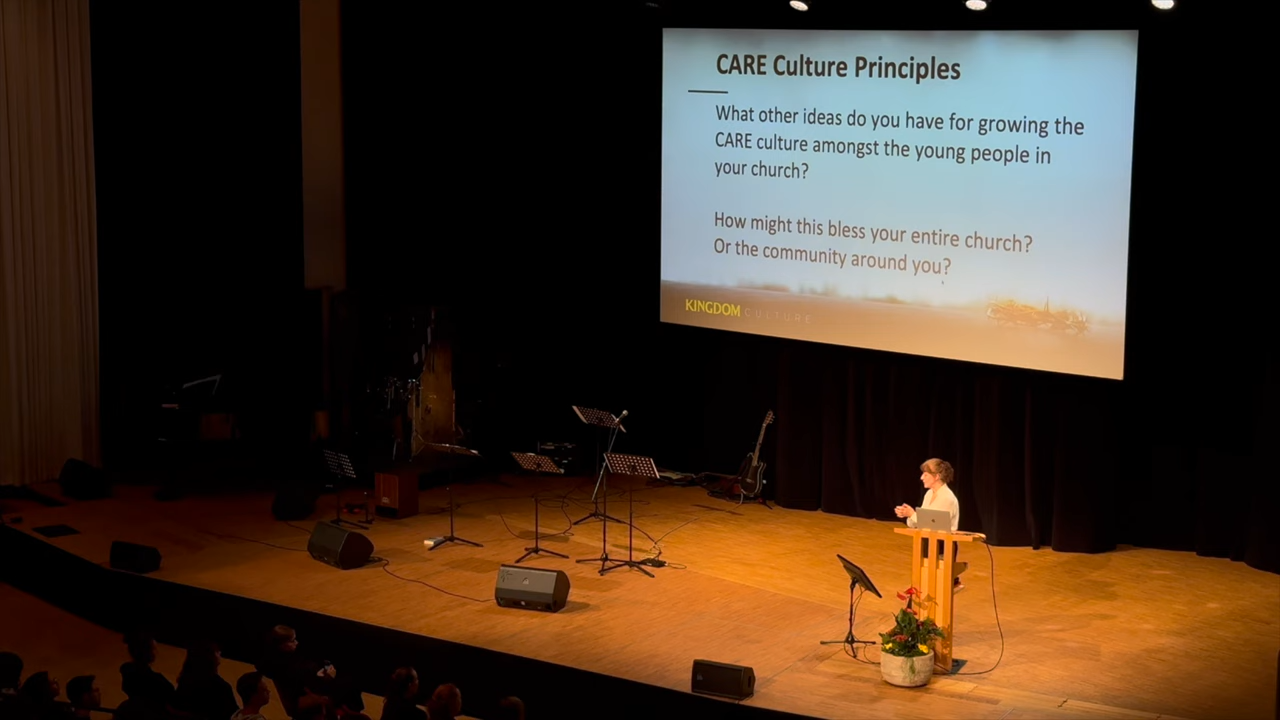 CARE Culture Principles
What other ideas do you have for growing the
CARE culture amongst the young people in
your church?
How might this bless your entire church?
Or the community around you?
KINGDOM CULTURE